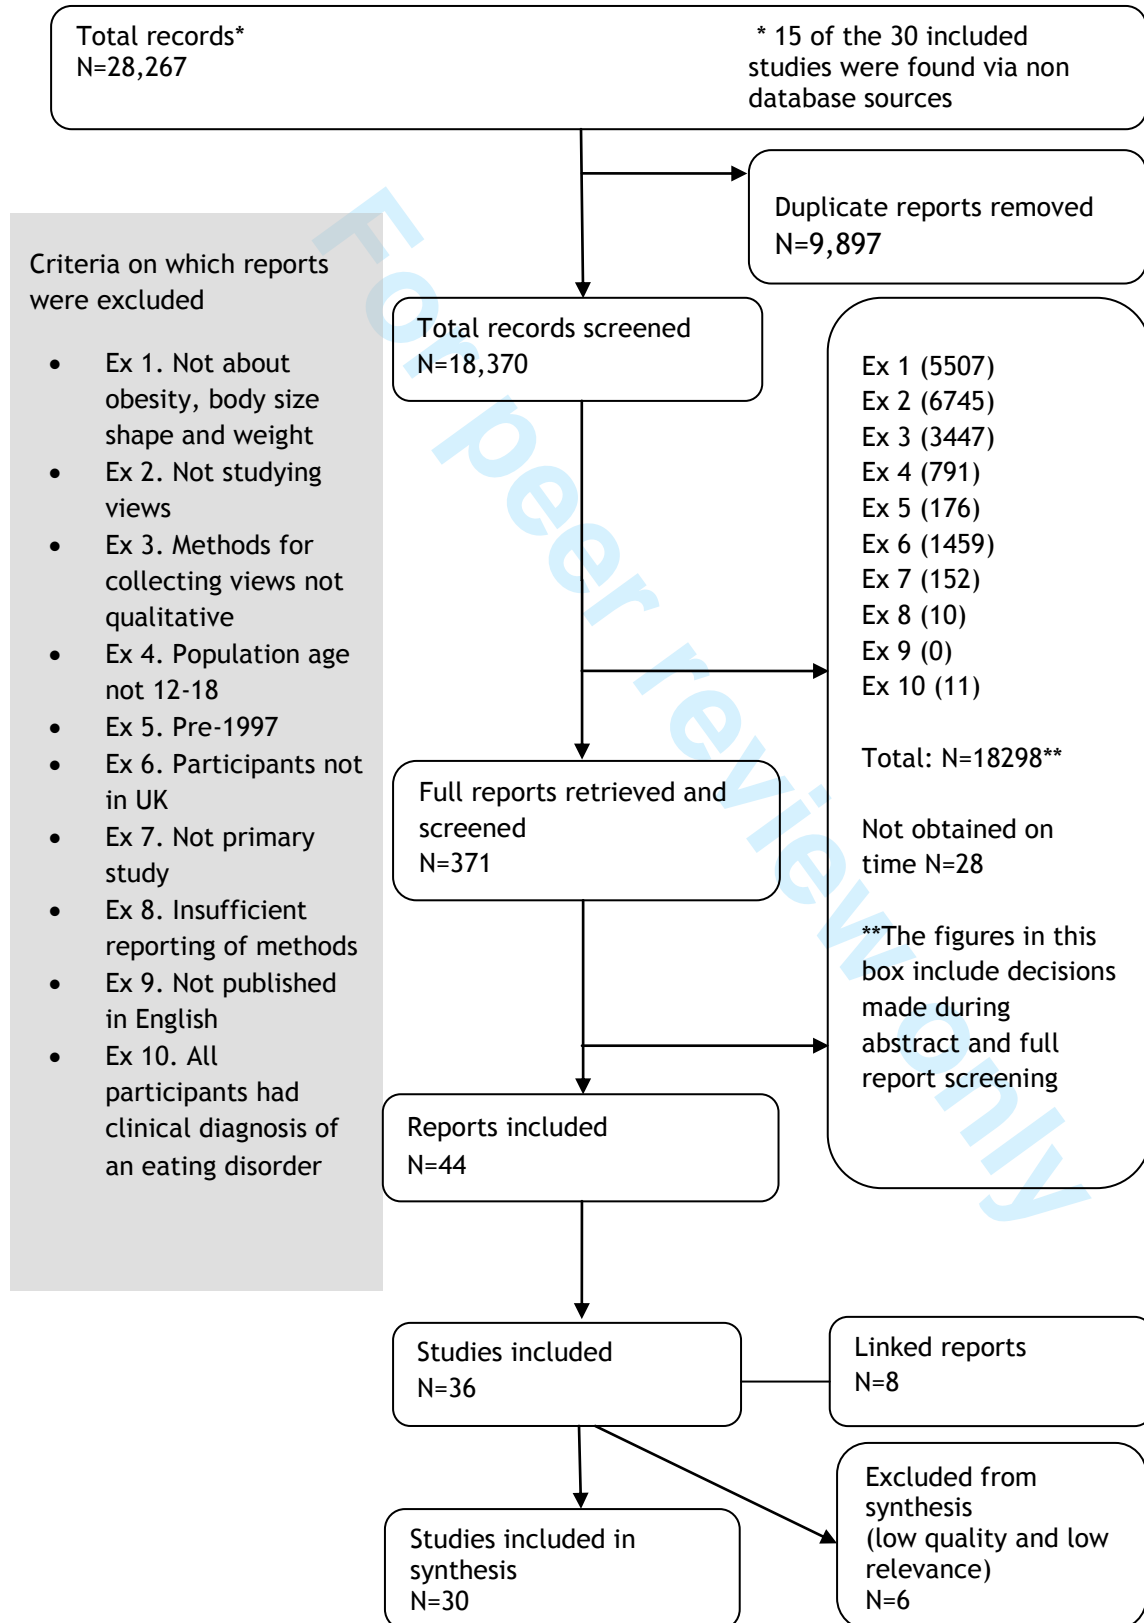 Total records*
N=28,267
* 15 of the 30 included
studies were found via non
database sources
Duplicate reports removed
N=9,897
Criteria on which reports
were excluded
• Ex 1. Not about
obesity, body size
shape and weight
• Ex 2. Not studying
views
• Ex 3. Methods for
collecting views not
qualitative
• Ex 4. Population age
not 12-18
• Ex 5. Pre-1997
• Ex 6. Participants not
in UK
• Ex 7. Not primary
study
• Ex 8. Insufficient
reporting of methods
• Ex 9. Not published
in English
• Ex 10. All
participants had
clinical diagnosis of
an eating disorder
Total records screened
N=18,370
Ex 1 (5507)
Ex 2 (6745)
Ex 3 (3447)
Ex 4 (791)
Ex 5 (176)
Ex 6 (1459)
Ex 7 (152)
Ex 8 (10)
Ex 9 (0)
Ex 10 (11)
Total: N=18298**
Not obtained on
time N=28
**The figures in this
box include decisions
made during
abstract and full
report screening
Full reports retrieved and
screened
N=371
Reports included
N=44
Studies included
N=36
Linked reports
N=8
Excluded from
synthesis
(low quality and low
relevance)
N=6
Studies included in
synthesis
N=30
For peer review only